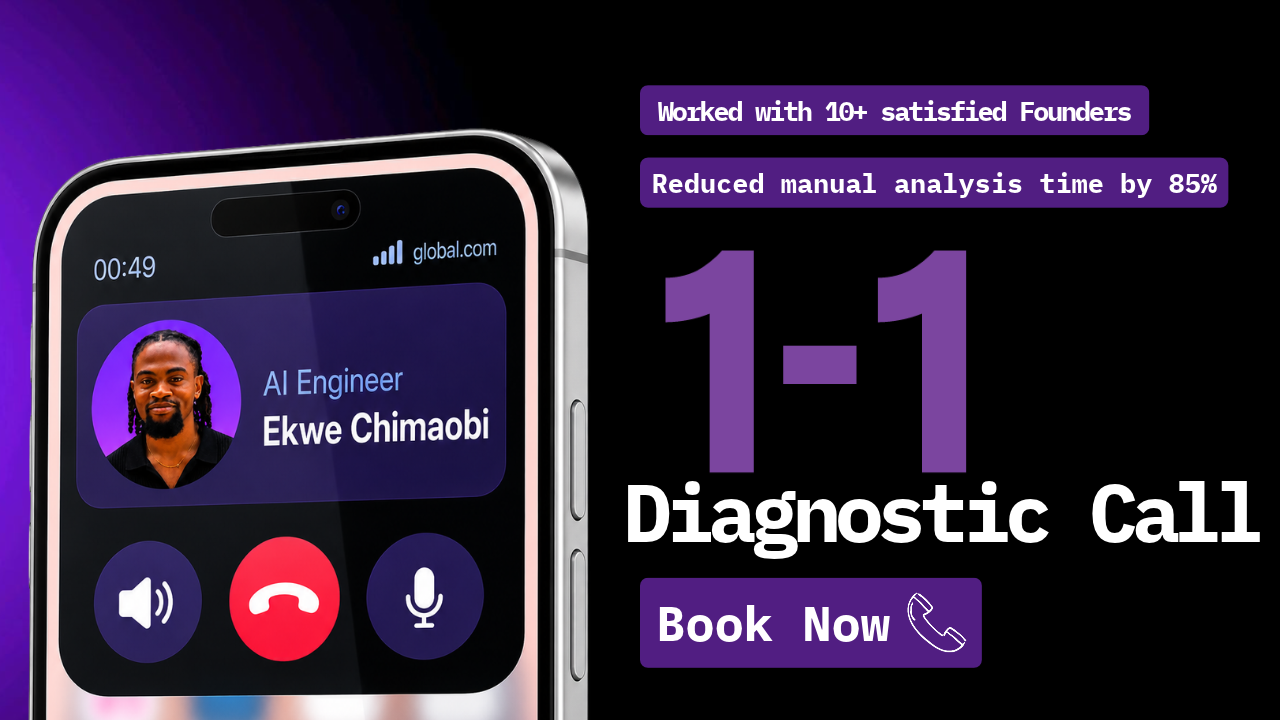 00:49
global.com
AI Engineer
Ekwe Chimaobi
Worked with 10+ satisfied Founders
Reduced manual analysis time by 85%
1-1
Diagnostic Call
Book Now